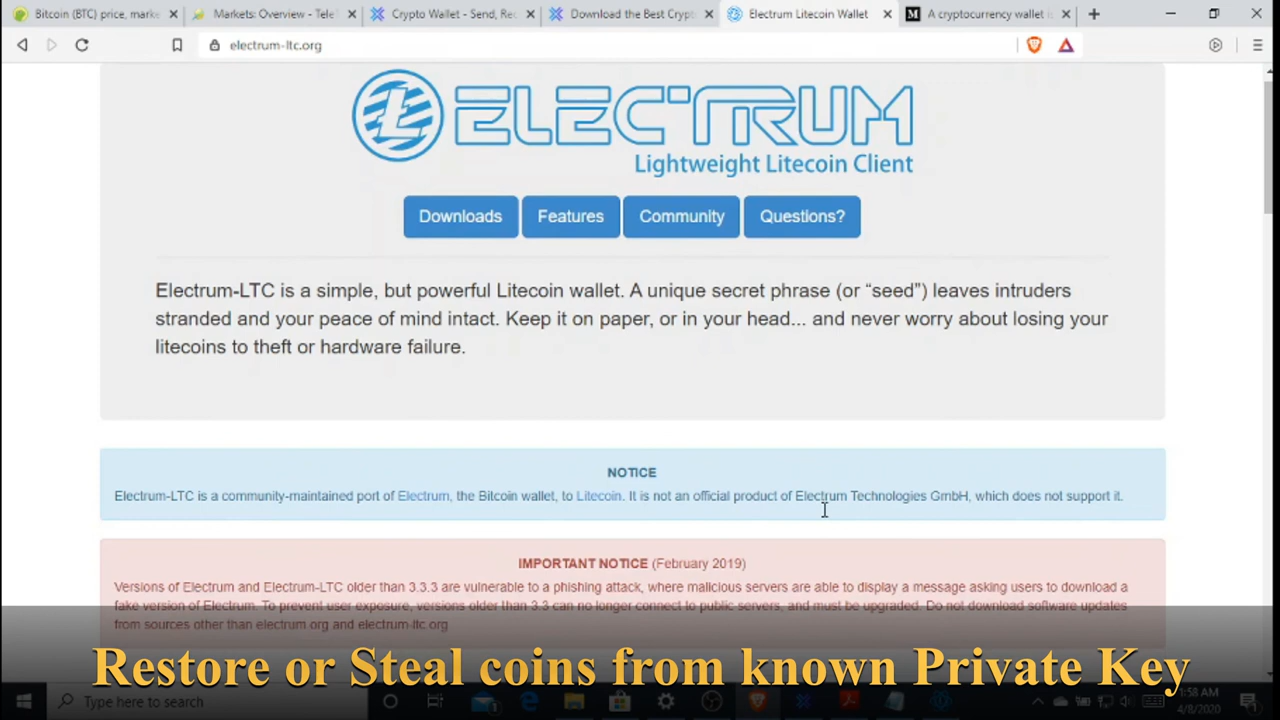 Bitcoin (BTC) price, marke
Markets: Overview - Tele
Crypto Wallet - Send, Rec
Download the Best Crypt
Electrum Litecoin Wallet
M
A cryptocurrency wallet is
electrum-ltc.org
ELECTRUM
Lightweight Litecoin Client
Downloads
Features
Community
Questions?
Electrum-LTC is a simple, but powerful Litecoin wallet. A unique secret phrase (or “seed”) leaves intruders
stranded and your peace of mind intact. Keep it on paper, or in your head... and never worry about losing your
litecoins to theft or hardware failure.
NOTICE
Electrum-LTC is a community-maintained port of Electrum, the Bitcoin wallet, to Litecoin. It is not an official product of Electrum Technologies GmbH, which does not support it.
IMPORTANT NOTICE (February 2019)
Versions of Electrum and Electrum-LTC older than 3.3.3 are vulnerable to a phishing attack, where malicious servers are able to display a message asking users to download a
fake version of Electrum. To prevent user exposure, versions older than 3.3 can no longer connect to public servers, and must be upgraded. Do not download software updates
from sources other than electrum.org and electrum-ltc.org
Restore or Steal coins from known Private Key
Type here to search
1:58 AM
4/8/2020